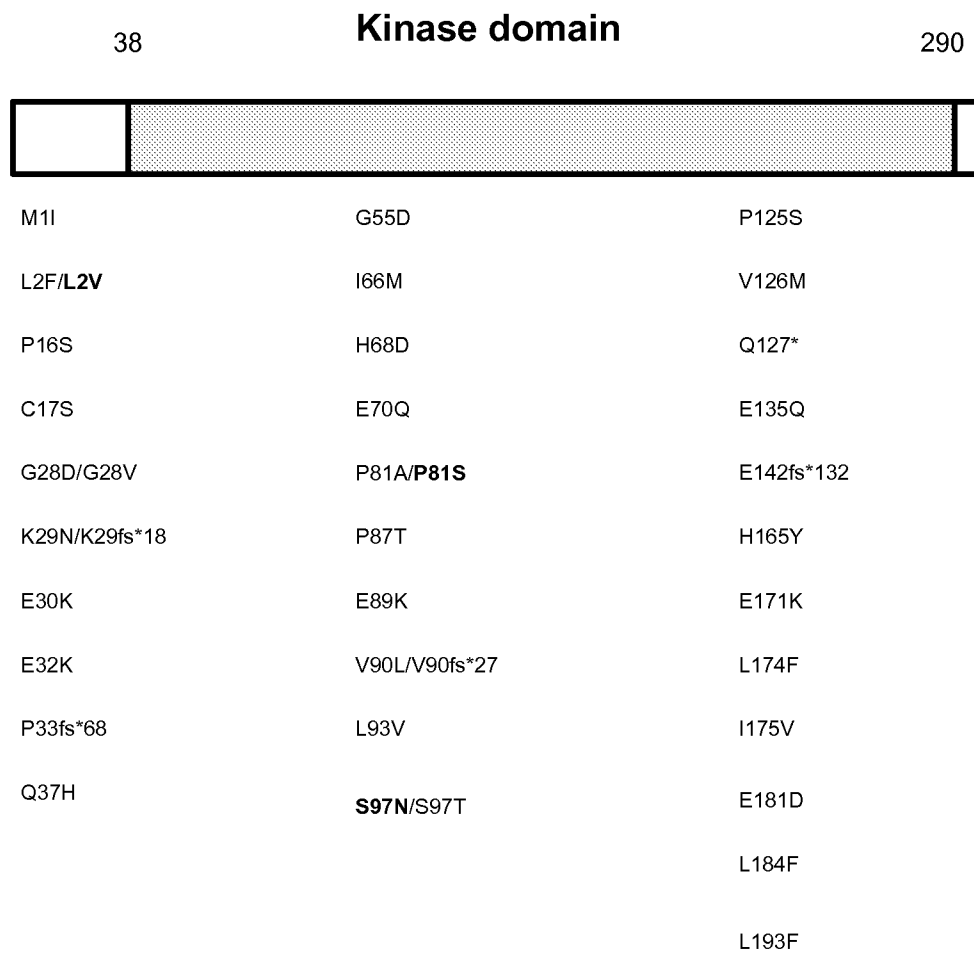 38 Kinase domain 290
M1I G55D P125S
L2F/L2V I66M V126M
P16S H68D Q127*
C17S E70Q E135Q
G28D/G28V P81A/P81S E142fs*132
K29N/K29fs*18 P87T H165Y
E30K E89K E171K
E32K V90L/V90fs*27 L174F
P33fs*68 L93V I175V
Q37H S97N/S97T E181D
L184F
L193F